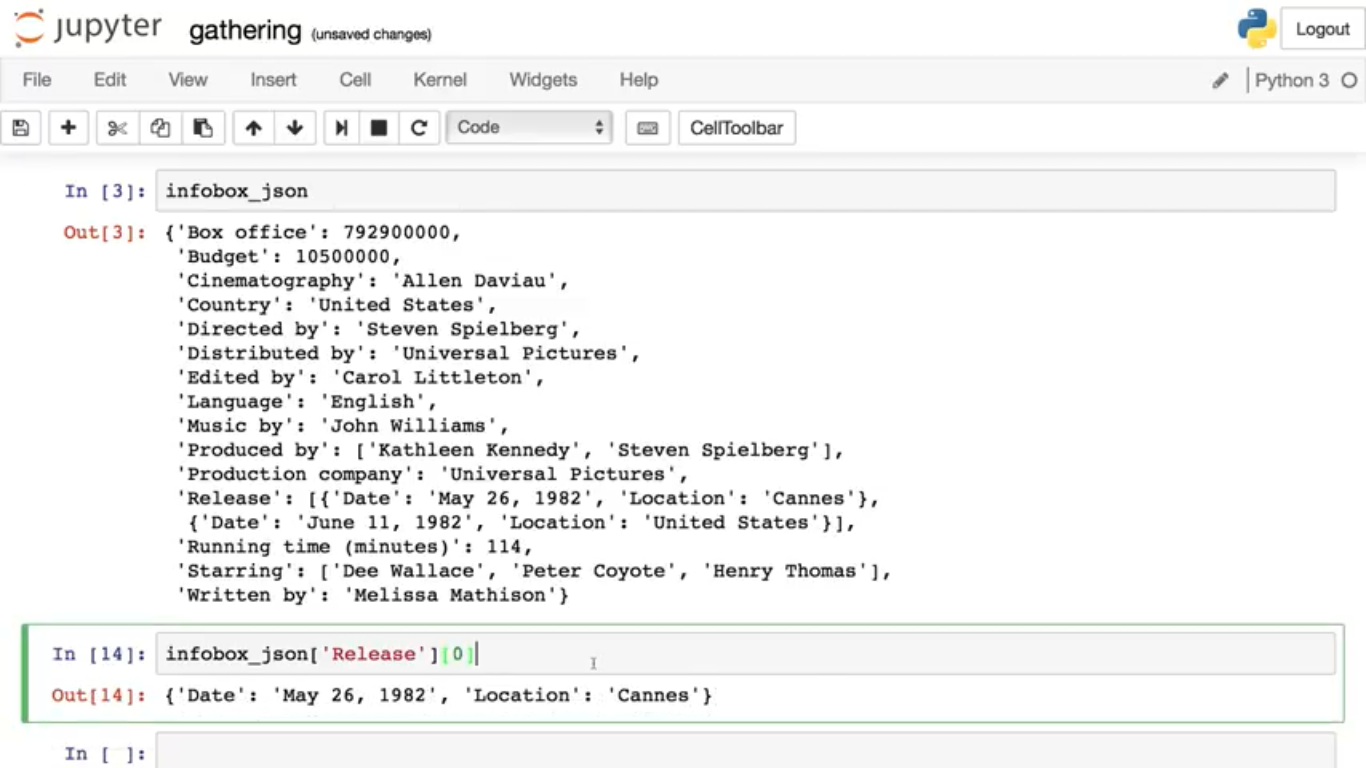 jupyter gathering (unsaved changes) Logout
File Edit View Insert Cell Kernel Widgets Help Python 3
Code CellToolbar
In [3]: infobox_json
Out[3]: {'Box office': 792900000,
'Budget': 10500000,
'Cinematography': 'Allen Daviau',
'Country': 'United States',
'Directed by': 'Steven Spielberg',
'Distributed by': 'Universal Pictures',
'Edited by': 'Carol Littleton',
'Language': 'English',
'Music by': 'John Williams',
'Produced by': ['Kathleen Kennedy', 'Steven Spielberg'],
'Production company': 'Universal Pictures',
'Release': [{'Date': 'May 26, 1982', 'Location': 'Cannes'},
{'Date': 'June 11, 1982', 'Location': 'United States'}],
'Running time (minutes)': 114,
'Starring': ['Dee Wallace', 'Peter Coyote', 'Henry Thomas'],
'Written by': 'Melissa Mathison'}
In [14]: infobox_json['Release'][0]
Out[14]: {'Date': 'May 26, 1982', 'Location': 'Cannes'}
In [ ]: